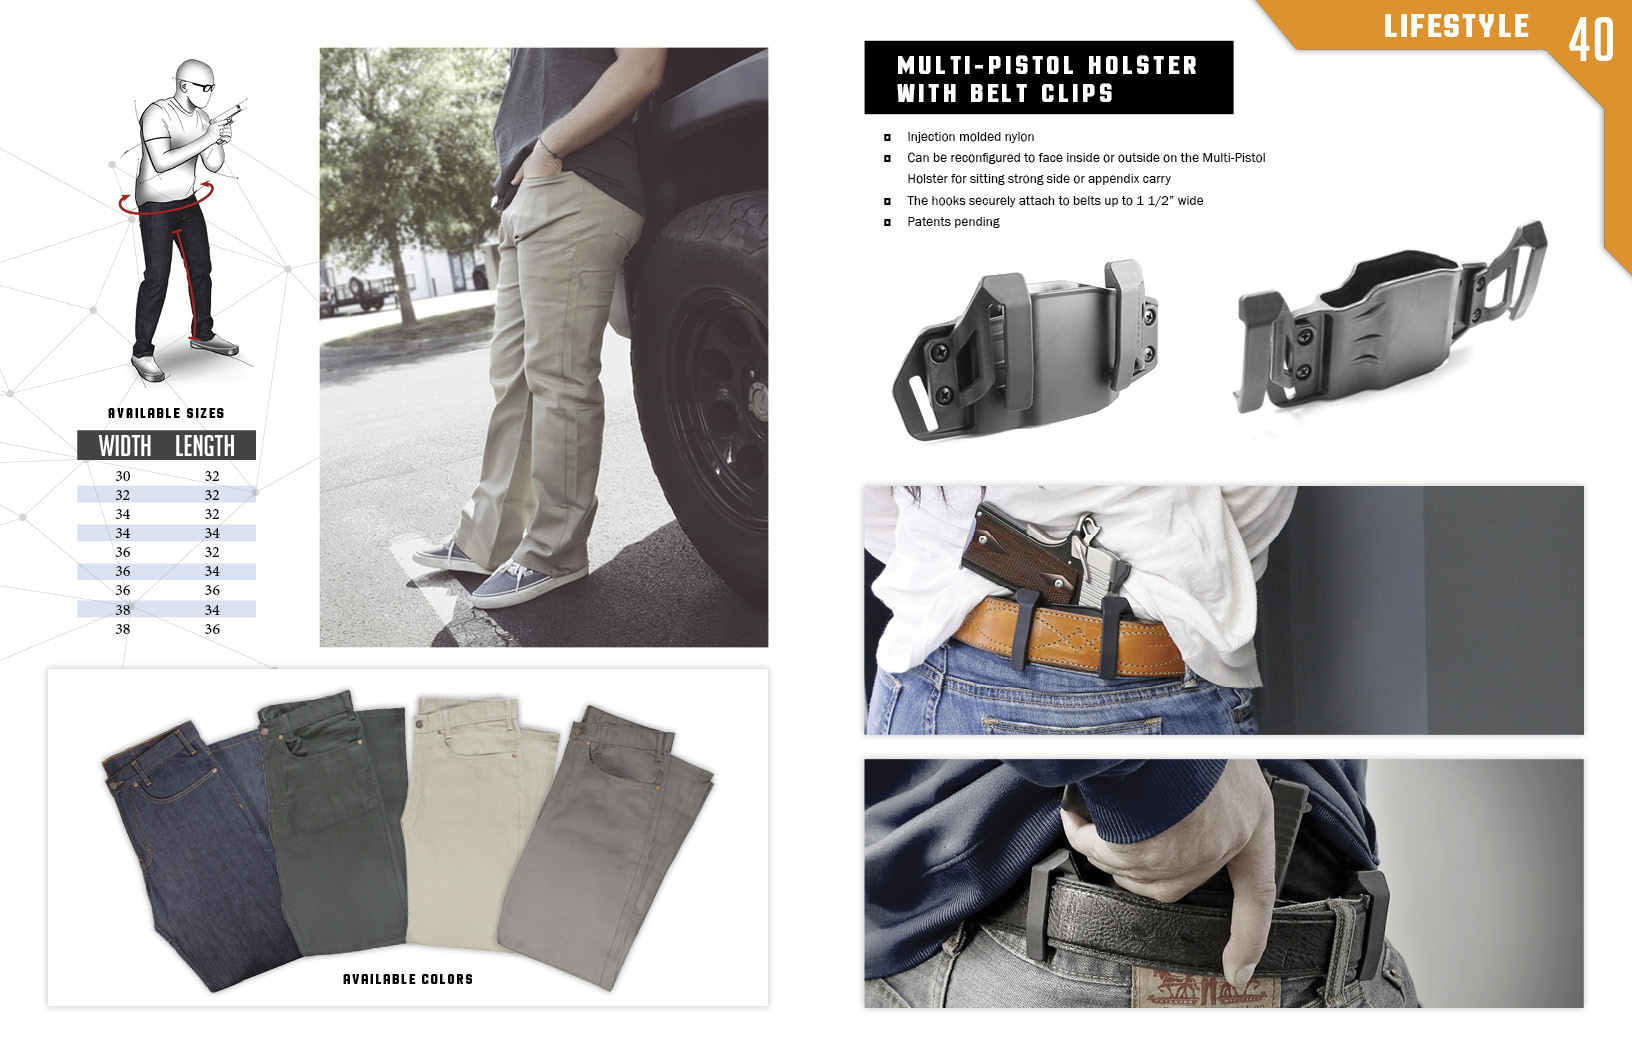 AVAILABLE SIZES
WIDTH LENGTH
30 32
32 32
34 32
34 34
36 32
36 34
36 36
38 34
38 36
AVAILABLE COLORS
LIFESTYLE 40
MULTI-PISTOL HOLSTER
WITH BELT CLIPS
Injection molded nylon
Can be reconfigured to face inside or outside on the Multi-Pistol
Holster for sitting strong side or appendix carry
The hooks securely attach to belts up to 1 1/2” wide
Patents pending